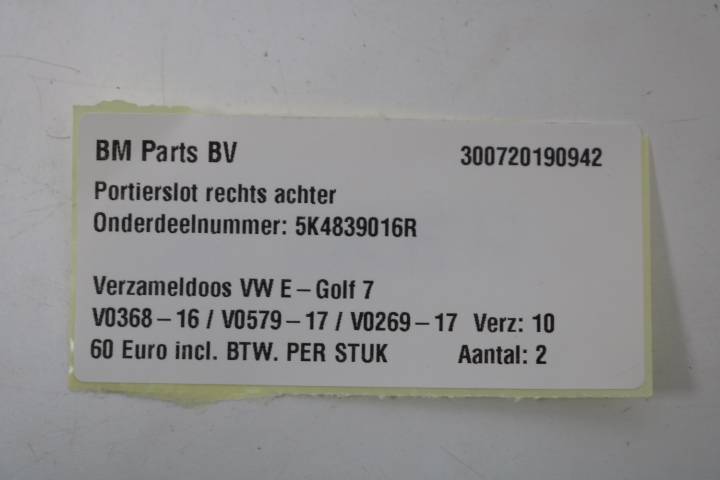 BM Parts BV 300720190942
Portierslot rechts achter
Onderdeelnummer: 5K4839016R
Verzameldoos VW E-Golf 7
V0368-16 / V0579-17 / V0269-17 Verz: 10
60 Euro incl. BTW. PER STUK Aantal: 2